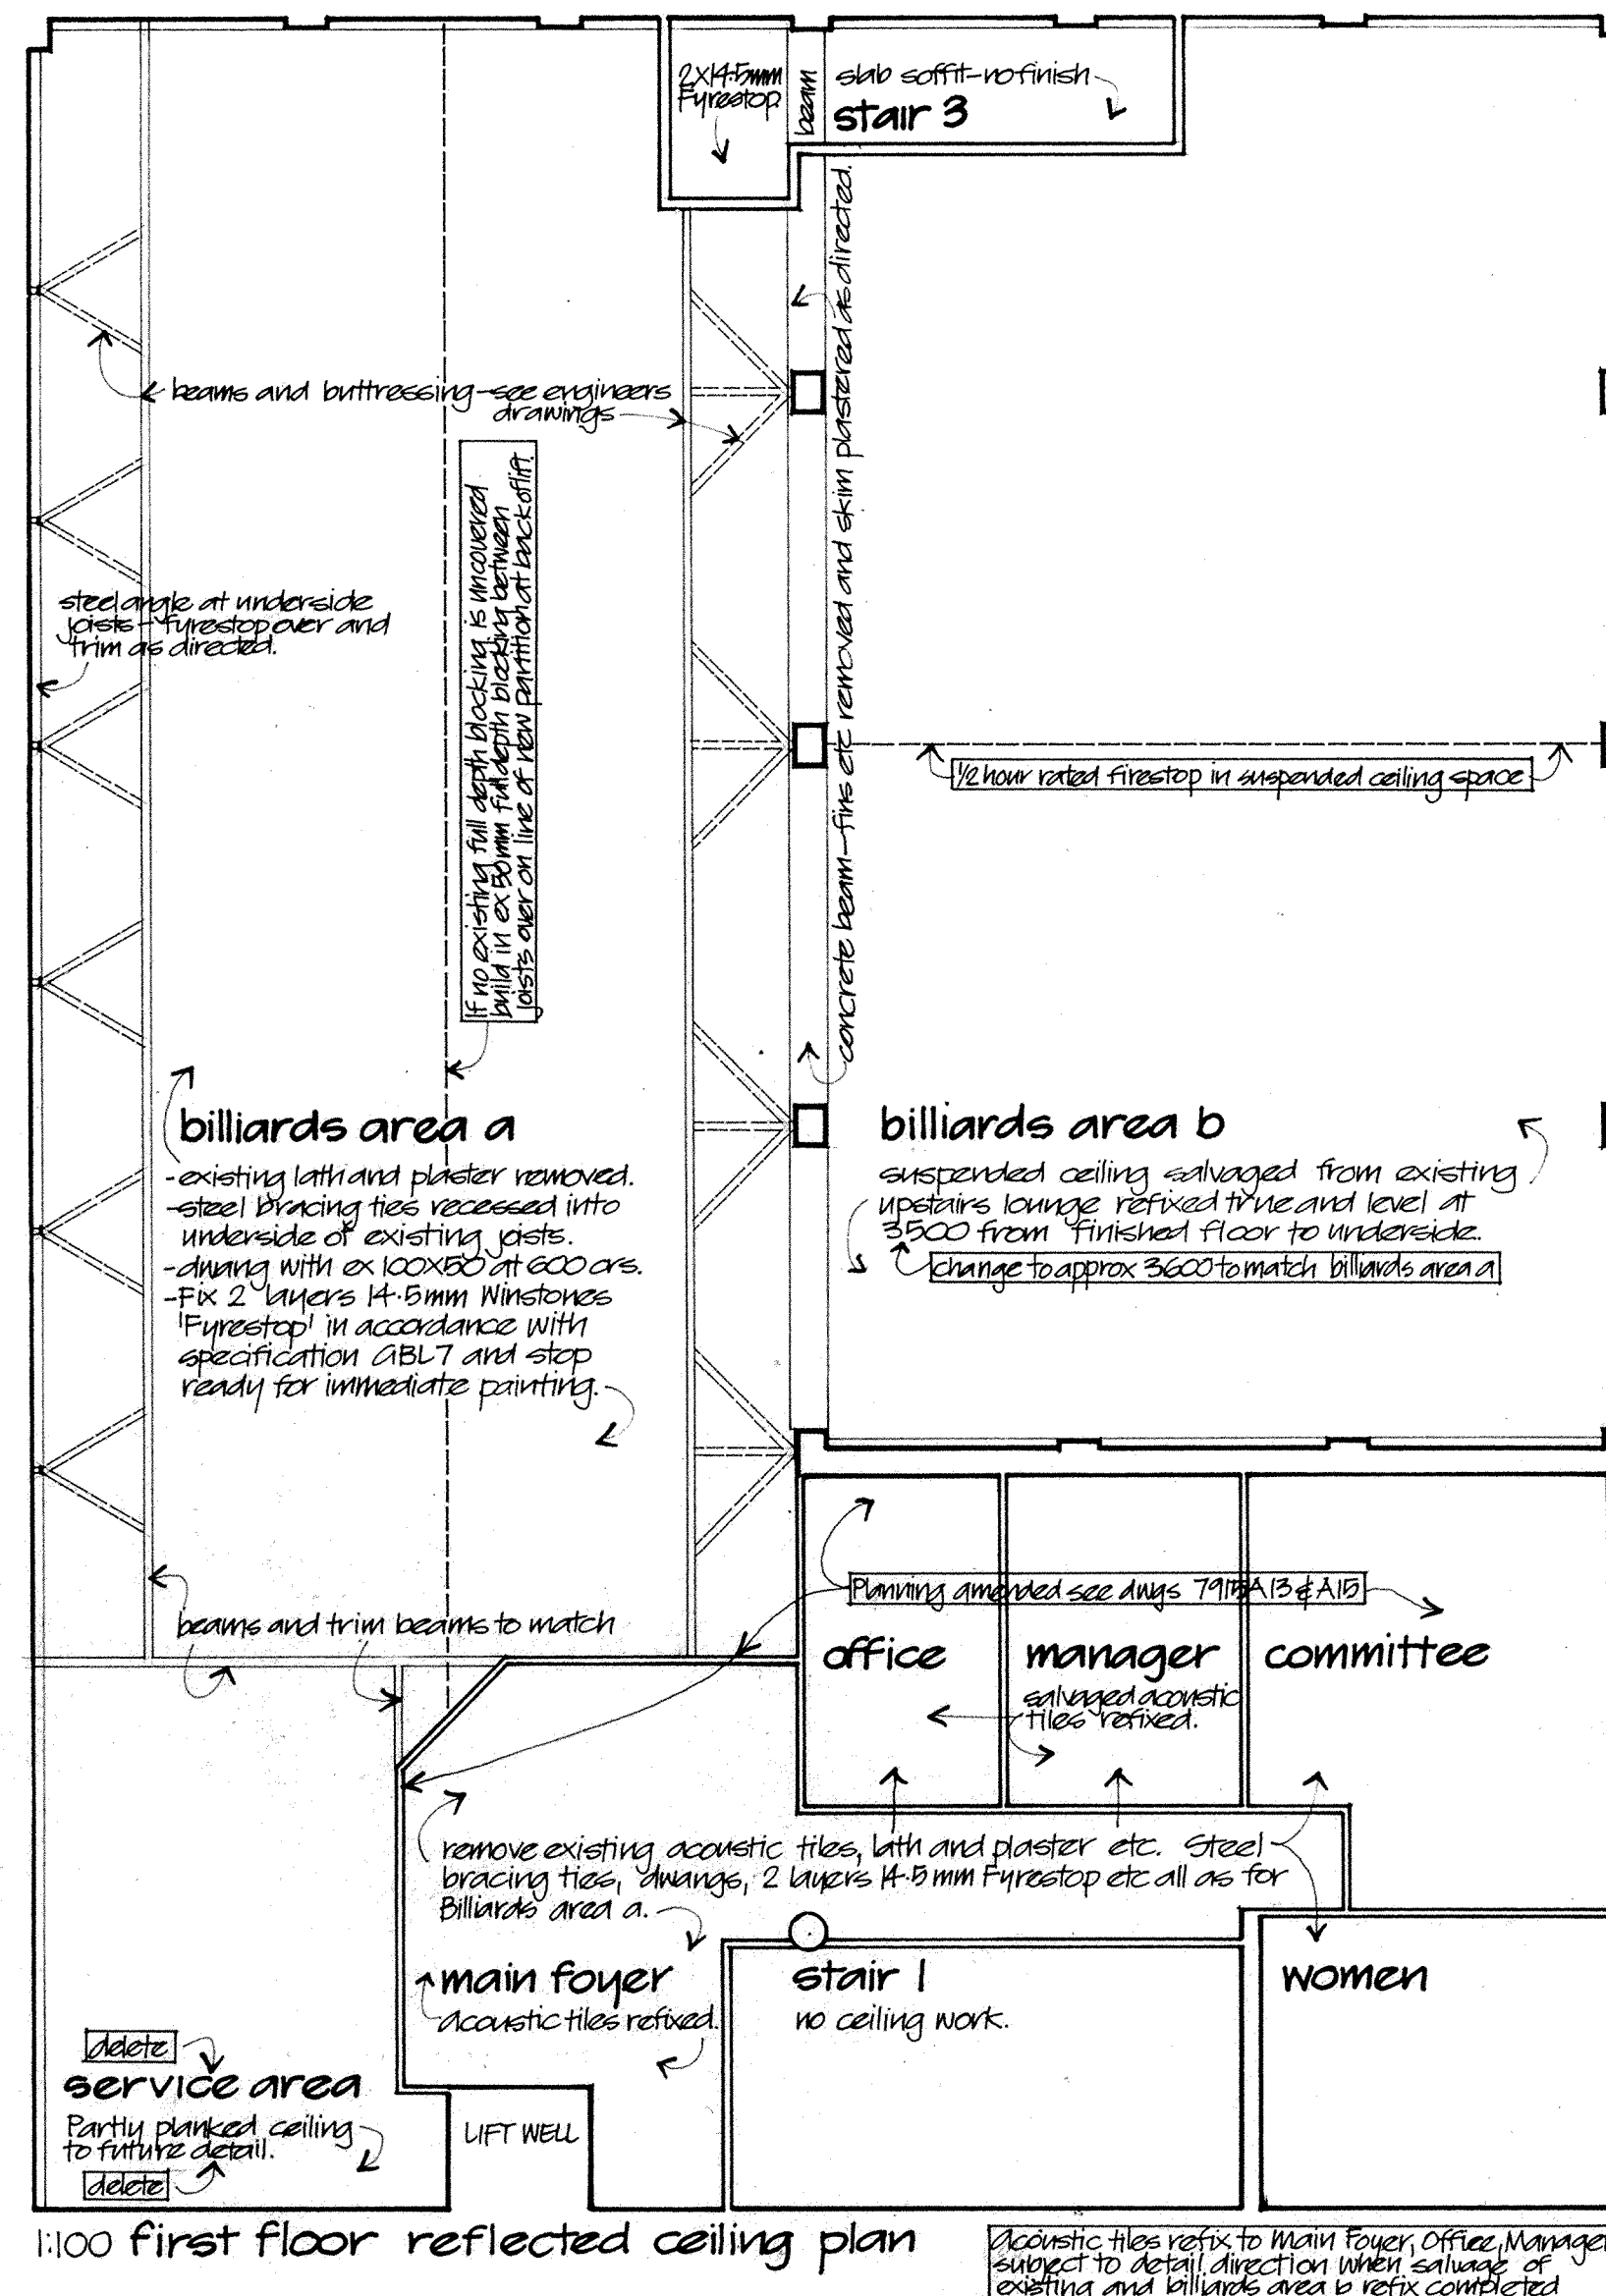 2x14.5mm
Fyrestop
beam
slab soffit-no finish
stair 3
concrete beam-fins etc removed and skim plastered as directed.
beams and buttressing-see engineers
drawings
If no existing full depth blocking is uncovered
build in ex 50mm full depth blocking between
joists over on line of new partition at back of lift.
steel angle at underside
joists-fyrestop over and
trim as directed.
1/2 hour rated firestop in suspended ceiling space
billiards area a
-existing lath and plaster removed.
-steel bracing ties recessed into
underside of existing joists.
-dwang with ex 100x50 at 600 crs.
-Fix 2 layers 14.5mm Winstones
'Fyrestop' in accordance with
specification GBL7 and stop
ready for immediate painting.
billiards area b
suspended ceiling salvaged from existing
upstairs lounge refixed true and level at
3500 from finished floor to underside.
change to approx 3600 to match billiards area a
Planning amended see dwgs 7915 A13 & A15
beams and trim beams to match
office
manager
committee
salvaged acoustic
tiles refixed.
remove existing acoustic tiles, lath and plaster etc. Steel
bracing ties, dwangs, 2 layers 14.5mm Fyrestop etc all as for
Billiards area a.
main foyer
acoustic tiles refixed.
stair 1
no ceiling work.
women
delete
service area
Partly planked ceiling
to future detail.
delete
LIFT WELL
1:100 first floor reflected ceiling plan
acoustic tiles refix to Main Foyer, Office, Manager
subject to detail direction when salvage of
existing and billiards area b refix completed